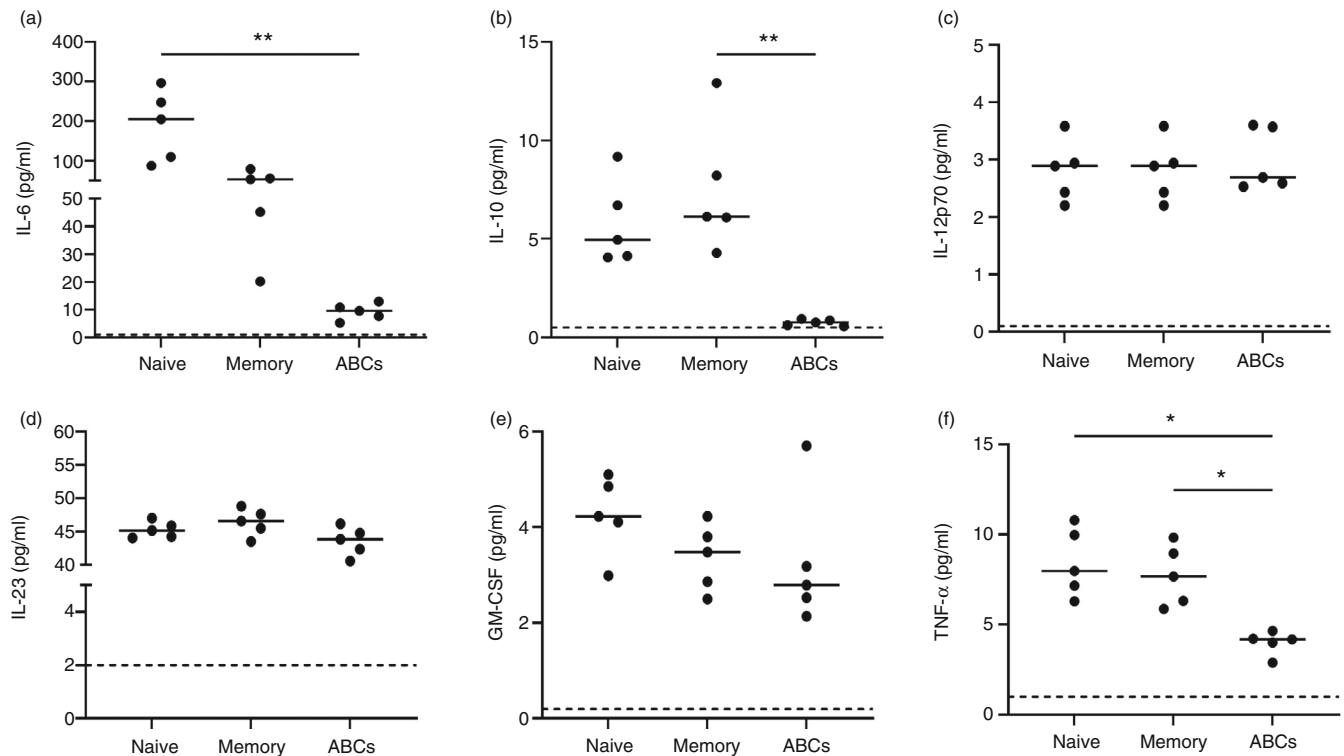 (a)
**
400
300
200
100
50
40
30
20
10
0
IL-6 (pg/ml)
Naive Memory ABCs
(b)
**
15
10
5
0
IL-10 (pg/ml)
Naive Memory ABCs
(c)
5
4
3
2
1
0
IL-12p70 (pg/ml)
Naive Memory ABCs
(d)
60
55
50
45
40
4
2
0
IL-23 (pg/ml)
Naive Memory ABCs
(e)
6
4
2
0
GM-CSF (pg/ml)
Naive Memory ABCs
(f)
*
*
15
10
5
0
TNF-α (pg/ml)
Naive Memory ABCs